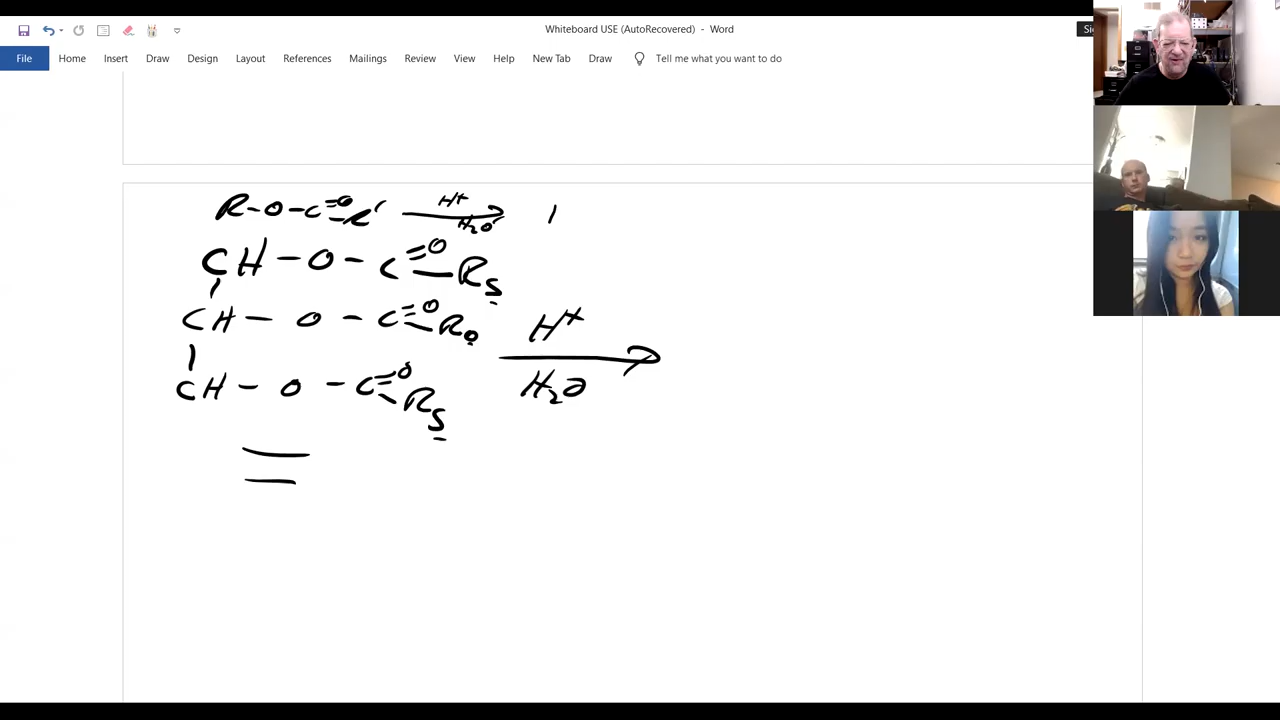 Whiteboard USE (AutoRecovered) - Word
File Home Insert Draw Design Layout References Mailings Review View Help New Tab Draw Tell me what you want to do
R-O-C=O R' H+ H2O
CH-O-C=O-Rs
CH-O-C=O-Ro H+
CH-O-C=O Rs H2O